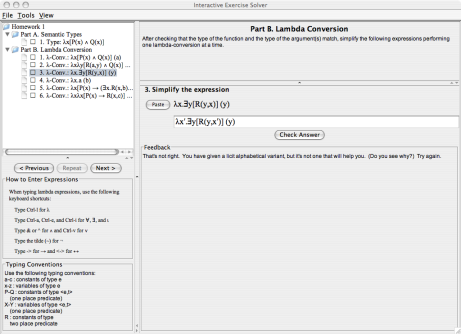 Interactive Exercise Solver
File Tools View
Homework 1
Part A. Semantic Types
1. Type: λx[P(x) ∧ Q(x)]
Part B. Lambda Conversion
1. λ-Conv.: λx[P(x) ∧ Q(x)] (a)
2. λ-Conv.: λxλy[R(a,y) ∧ Q(x)] ...
3. λ-Conv.: λx.∃y[R(y,x)] (y)
4. λ-Conv.: λx.a (b)
5. λ-Conv.: λx[P(x) → (∃x.R(x,b)...
6. λ-Conv.: λxλx[P(x) → R(x,c)] ...
< Previous Repeat Next >
How to Enter Expressions
When typing lambda expressions, use the following
keyboard shortcuts:
Type Ctrl-l for λ
Type Ctrl-a, Ctrl-e, and Ctrl-i for ∀, ∃, and ι
Type & or ^ for ∧ and Ctrl-v for ∨
Type the tilde (~) for ¬
Type -> for → and <-> for ↔
Typing Conventions
Use the following typing conventions:
a-c : constants of type e
x-z : variables of type e
P-Q : constants of type <e,t>
(one place predicate)
X-Y : variables of type <e,t>
(one place predicate)
R : constants of type
two place predicate
Part B. Lambda Conversion
After checking that the type of the function and the type of the argument(s) match, simplify the following expressions performing
one lambda-conversion at a time.
3. Simplify the expression
Paste λx.∃y[R(y,x)] (y)
λx'.∃y[R(y,x')] (y)
Check Answer
Feedback
That's not right. You have given a licit alphabetical variant, but it's not one that will help you. (Do you see why?) Try again.